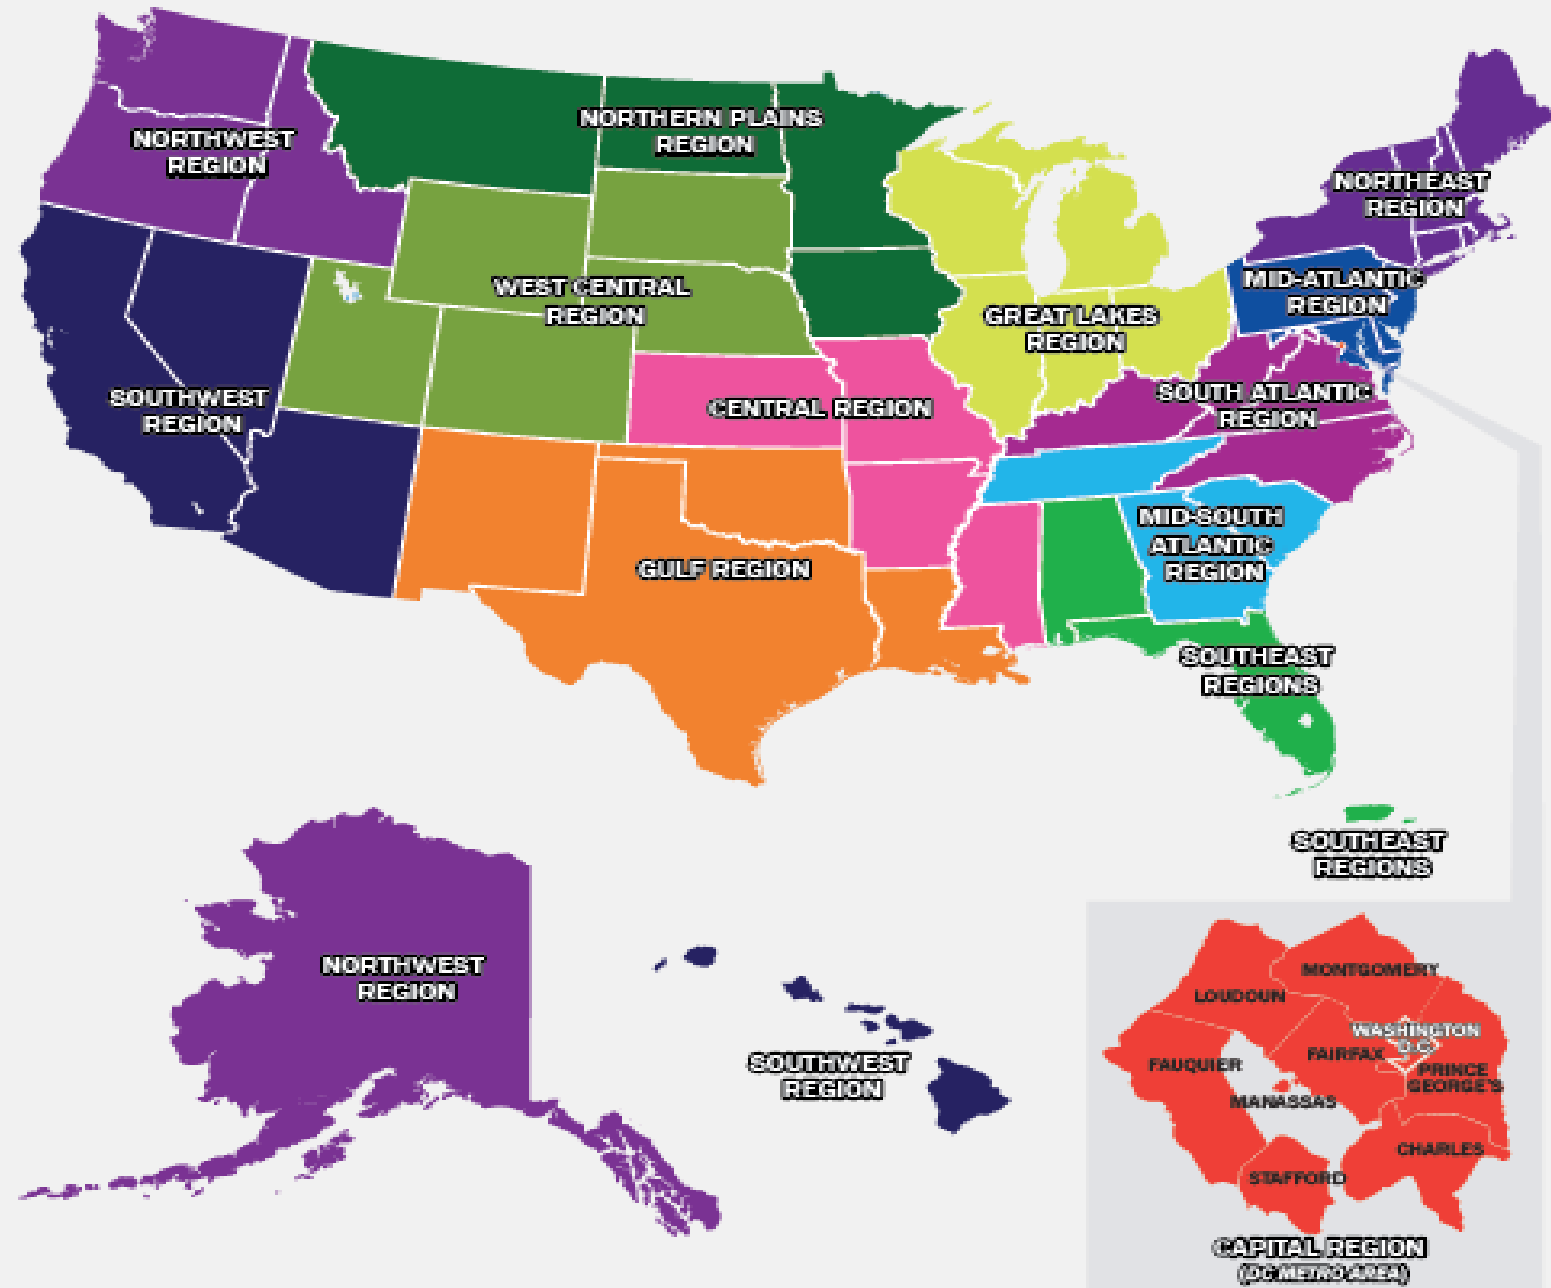 NORTHWEST
REGION
NORTHERN PLAINS
REGION
NORTHEAST
REGION
WEST CENTRAL
REGION
MID-ATLANTIC
REGION
GREAT LAKES
REGION
SOUTHWEST
REGION
CENTRAL REGION
SOUTH ATLANTIC
REGION
GULF REGION
MID-SOUTH
ATLANTIC
REGION
SOUTHEAST
REGIONS
SOUTHEAST
REGIONS
NORTHWEST
REGION
SOUTHWEST
REGION
MONTGOMERY
LOUDOUN
WASHINGTON
D.C.
FAIRFAX
FAUQUIER
PRINCE
GEORGE'S
MANASSAS
CHARLES
STAFFORD
CAPITAL REGION
(DC METRO AREA)